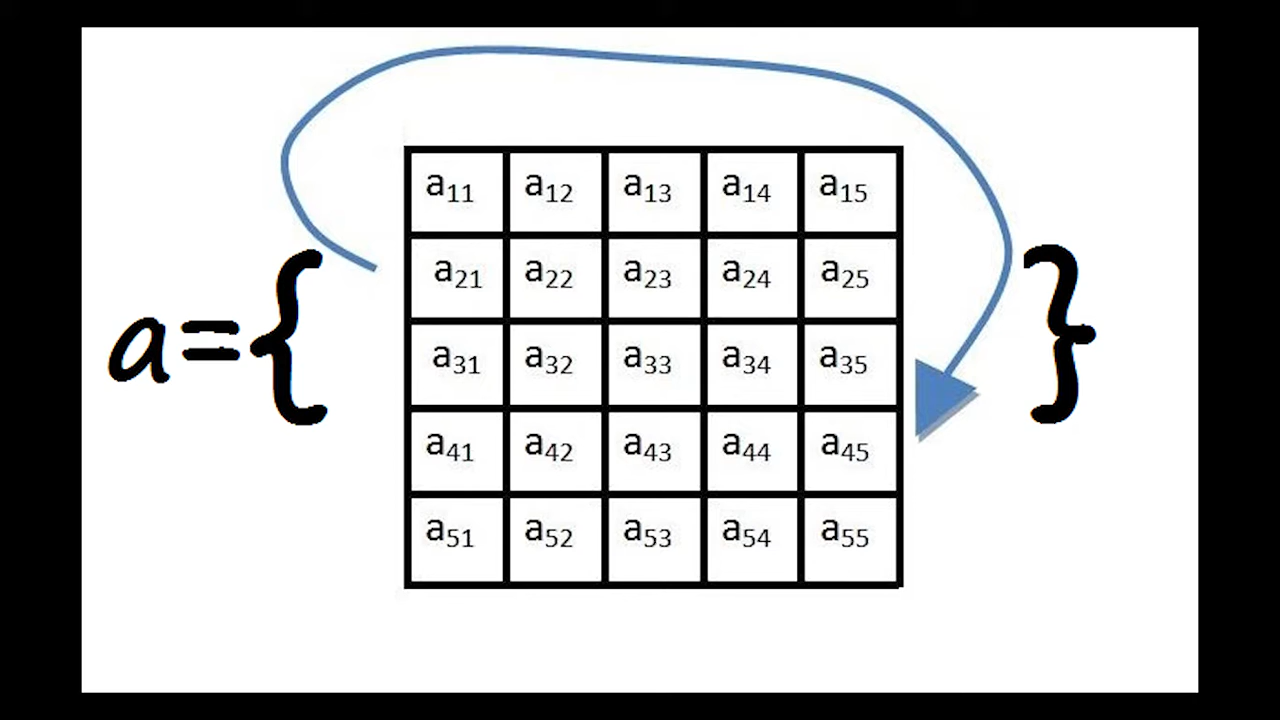 a₁₁ a₁₂ a₁₃ a₁₄ a₁₅
a₂₁ a₂₂ a₂₃ a₂₄ a₂₅
a={ a₃₁ a₃₂ a₃₃ a₃₄ a₃₅ }
a₄₁ a₄₂ a₄₃ a₄₄ a₄₅
a₅₁ a₅₂ a₅₃ a₅₄ a₅₅